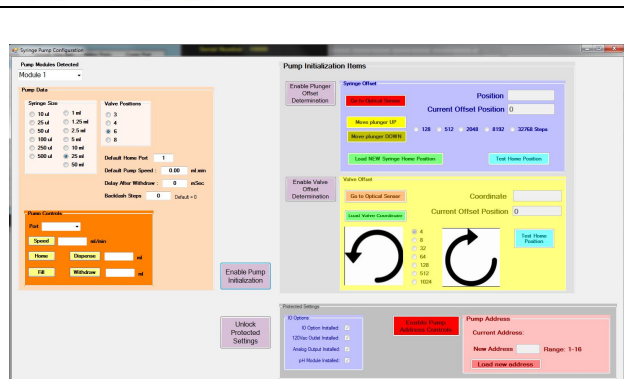 Syringe Pump Configuration
Pump Modules Detected
Module 1
Pump Data
Syringe Size
10 ul
25 ul
50 ul
100 ul
250 ul
500 ul
1 ml
1.25 ml
2.5 ml
5 ml
10 ml
25 ml
50 ml
Valve Positions
3
4
6
8
Default Home Port 1
Default Pump Speed : 0.00 ml.min
Delay After Withdraw : 0 mSec
Backlash Steps 0 Default = 0
Pump Controls
Port
Speed ml/min
Home Dispense ml
Fill Withdraw ml
Enable Pump
Initialization
Unlock
Protected
Settings
Pump Initialization Items
Enable Plunger
Offset
Determination
Syringe Offset
Go to Optical Sensor
Position
Current Offset Position 0
Move plunger UP
Move plunger DOWN
128 512 2048 8192 32768 Steps
Load NEW Syringe Home Position
Test Home Position
Enable Valve
Offset
Determination
Valve Offset
Go to Optical Sensor
Coordinate
Load Valve Coordinate
Current Offset Position 0
4
8
32
64
128
512
1024
Test Home
Position
Protected Settings
IO Options
IO Option Installed:
120Vac Outlet Installed:
Analog Output Installed:
pH Module Installed:
Enable Pump
Address Controls
Pump Address
Current Address:
New Address Range: 1-16
Load new address